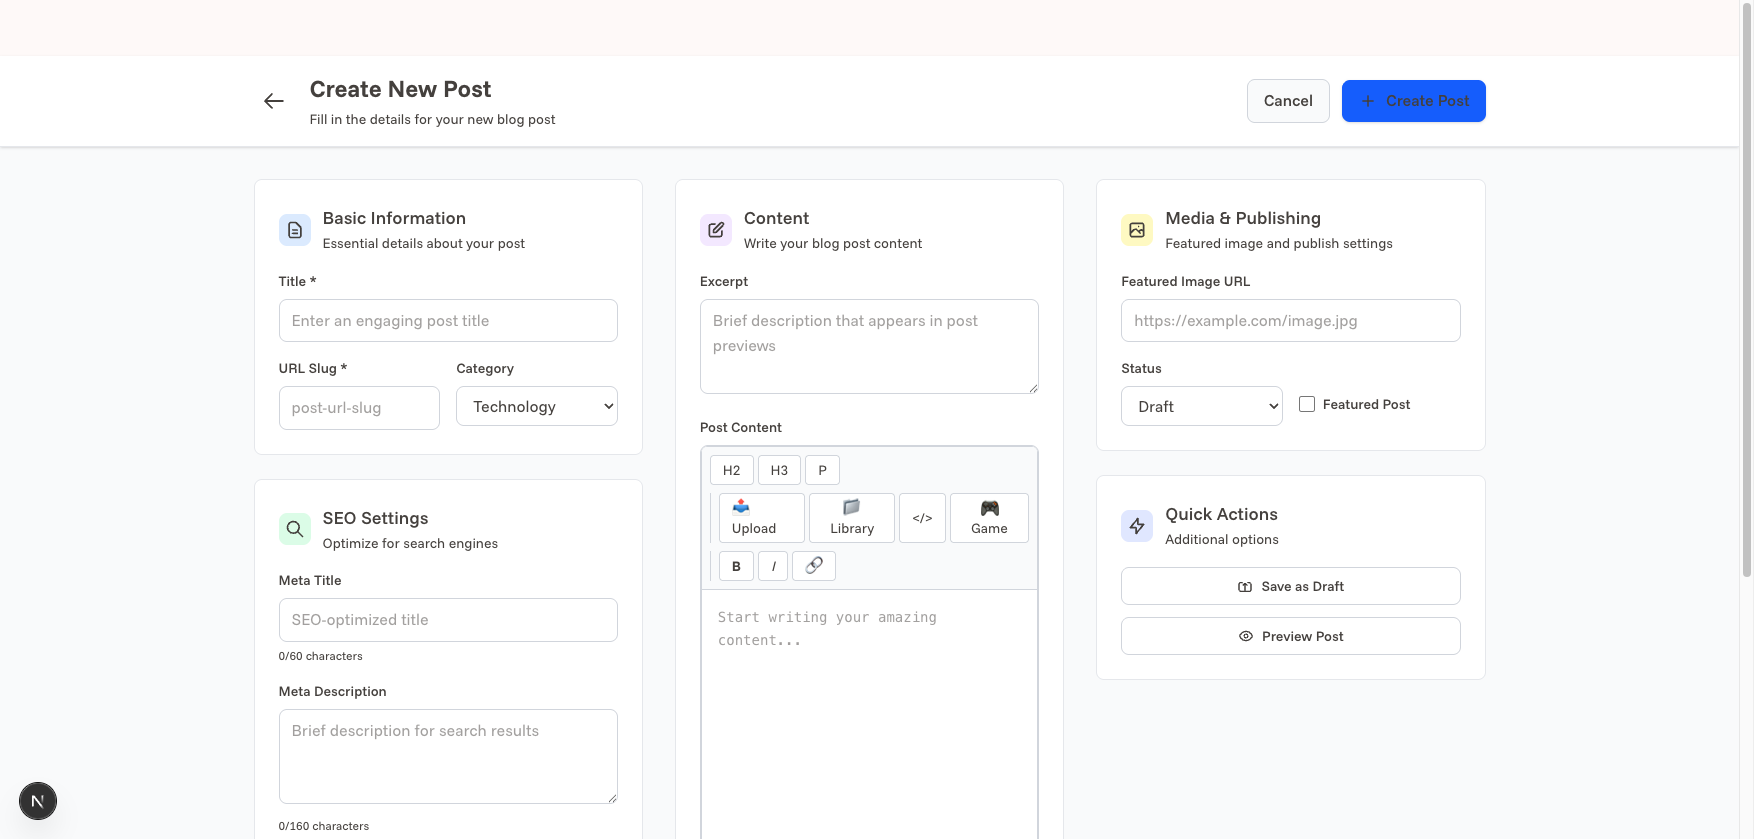 Create New Post
Fill in the details for your new blog post
Cancel
Create Post
Basic Information
Essential details about your post
Title *
Enter an engaging post title
URL Slug *
Category
post-url-slug
Technology
SEO Settings
Optimize for search engines
Meta Title
SEO-optimized title
0/60 characters
Meta Description
Brief description for search results
0/160 characters
Content
Write your blog post content
Excerpt
Brief description that appears in post
previews
Post Content
H2
H3
P
Upload
Library
</>
Game
B
I
Start writing your amazing
content...
Media & Publishing
Featured image and publish settings
Featured Image URL
https://example.com/image.jpg
Status
Draft
Featured Post
Quick Actions
Additional options
Save as Draft
Preview Post
N